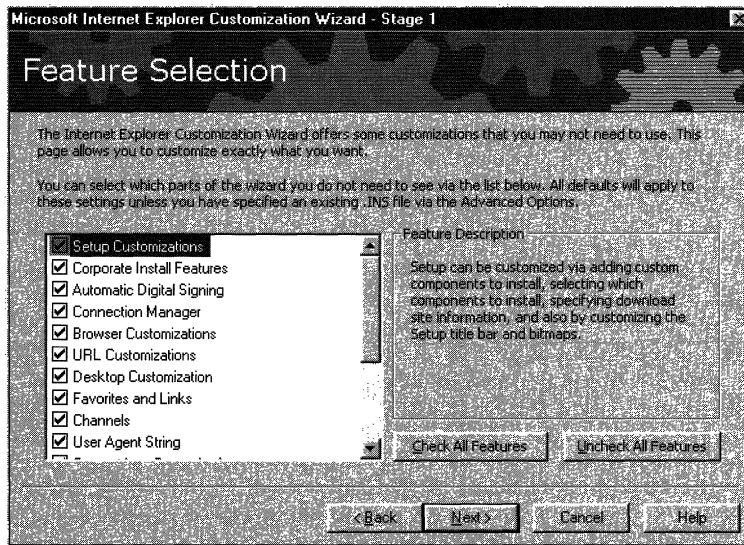 Microsoft Internet Explorer Customization Wizard - Stage 1
Feature Selection
The Internet Explorer Customization Wizard offers some customizations that you may not need to use. This
page allows you to customize exactly what you want.
You can select which parts of the wizard you do not need to see via the list below. All defaults will apply to
these settings unless you have specified an existing .INS file via the Advanced Options.
Setup Customizations
Corporate Install Features
Automatic Digital Signing
Connection Manager
Browser Customizations
URL Customizations
Desktop Customization
Favorites and Links
Channels
User Agent String
Feature Description
Setup can be customized via adding custom
components to install, selecting which
components to install, specifying download
site information, and also by customizing the
Setup title bar and bitmaps.
Check All Features
Uncheck All Features
< Back
Next >
Cancel
Help